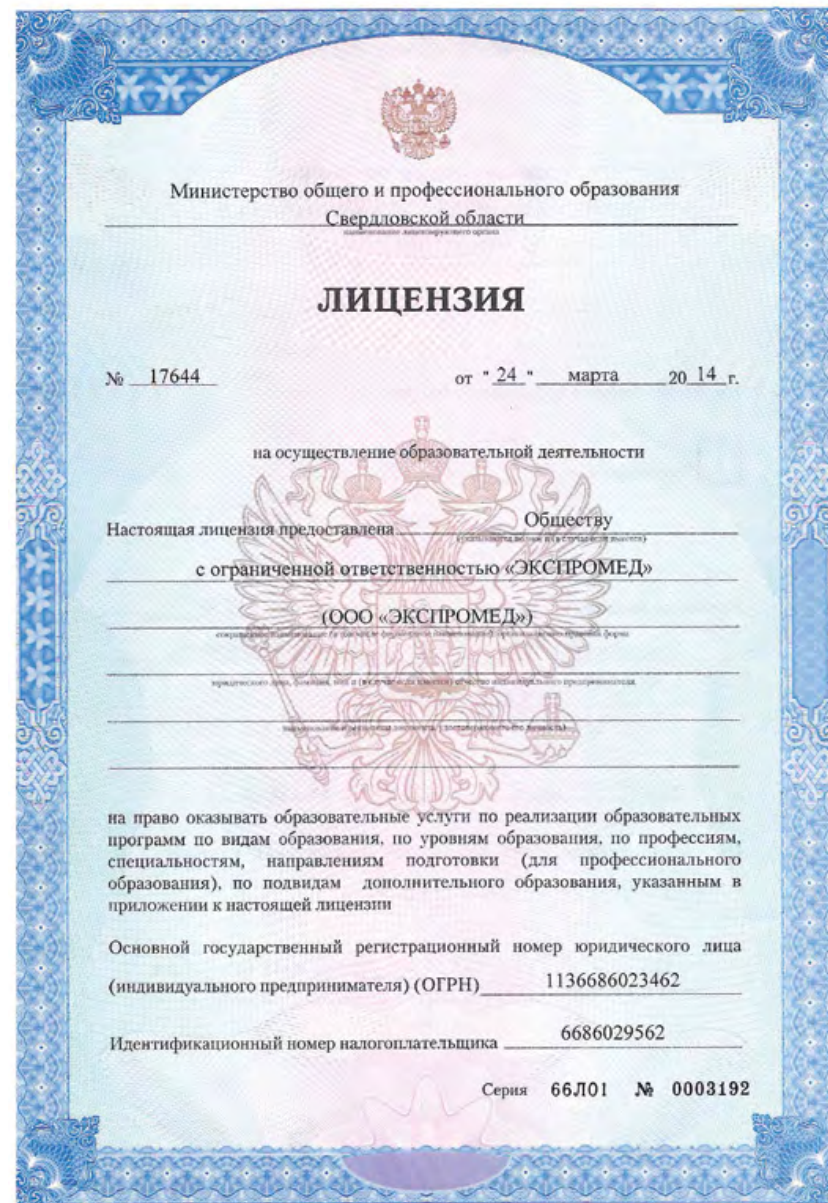 Министерство общего и профессионального образования
Свердловской области
наименование лицензирующего органа
ЛИЦЕНЗИЯ
№ 17644 от "24" марта 20 14 г.
на осуществление образовательной деятельности
Настоящая лицензия предоставлена Обществу
с ограниченной ответственностью «ЭКСПРОМЕД»
(ООО «ЭКСПРОМЕД»)
на право оказывать образовательные услуги по реализации образовательных
программ по видам образования, по уровням образования, по профессиям,
специальностям, направлениям подготовки (для профессионального
образования), по подвидам дополнительного образования, указанным в
приложении к настоящей лицензии
Основной государственный регистрационный номер юридического лица
(индивидуального предпринимателя) (ОГРН) 1136686023462
Идентификационный номер налогоплательщика 6686029562
Серия 66Л01 № 0003192